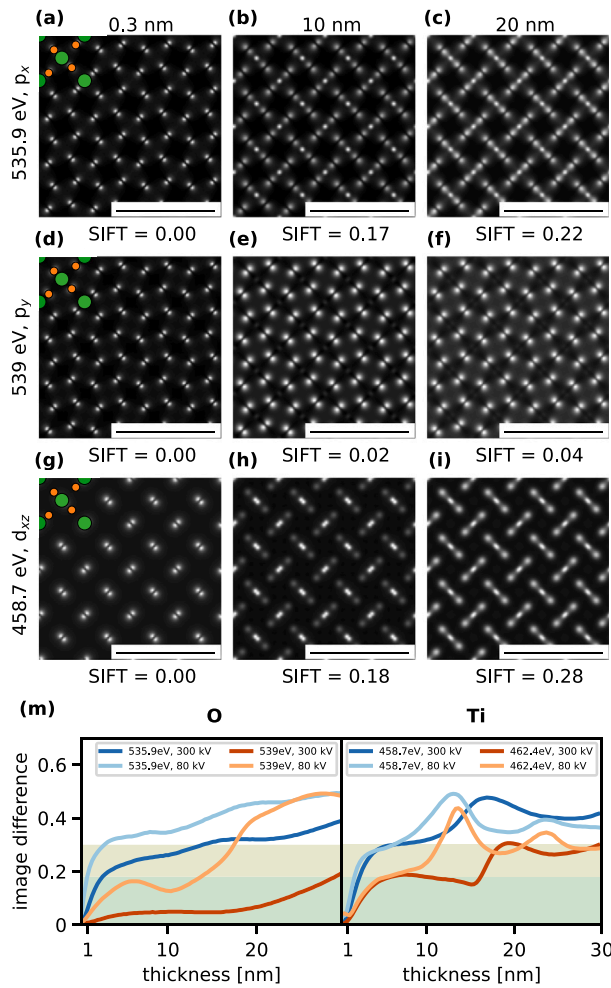 (a) 0.3 nm (b) 10 nm (c) 20 nm
535.9 eV, pₓ
SIFT = 0.00 SIFT = 0.17 SIFT = 0.22
(d) (e) (f)
539 eV, p_y
SIFT = 0.00 SIFT = 0.02 SIFT = 0.04
(g) (h) (i)
458.7 eV, d_xz
SIFT = 0.00 SIFT = 0.18 SIFT = 0.28
(m) O Ti
535.9eV, 300 kV 539eV, 300 kV 458.7eV, 300 kV 462.4eV, 300 kV
535.9eV, 80 kV 539eV, 80 kV 458.7eV, 80 kV 462.4eV, 80 kV
image difference
0.6
0.4
0.2
0
1 10 20 1 10 20 30
thickness [nm] thickness [nm]